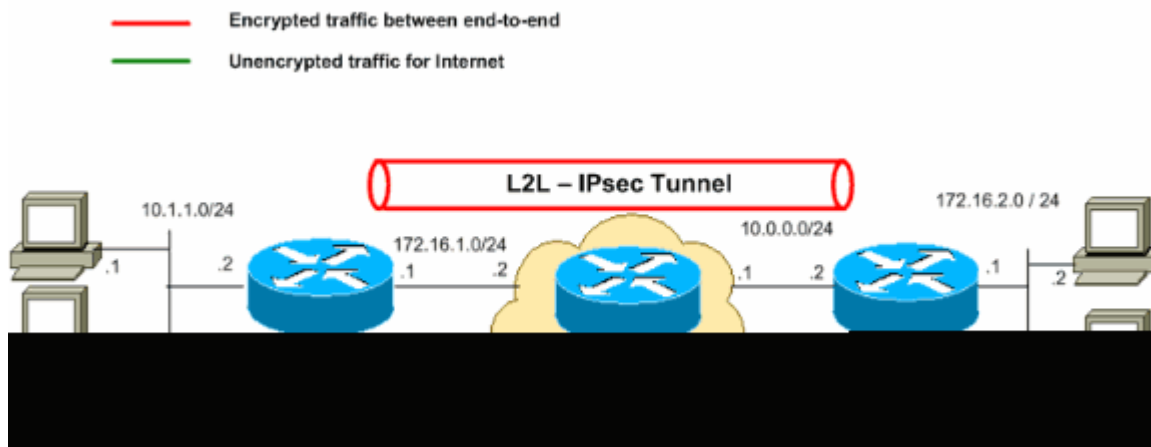 Encrypted traffic between end-to-end
Unencrypted traffic for Internet
L2L – IPsec Tunnel
10.1.1.0/24
172.16.1.0/24
10.0.0.0/24
172.16.2.0 / 24
.1
.2
.1
.2
.1
.2
.1
.2